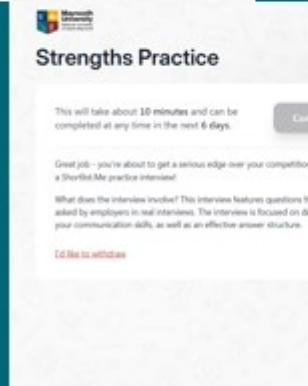 Maynooth
University
Strengths Practice
This will take about 10 minutes and can be
completed at any time in the next 6 days.
Great job - you're about to get a serious edge over your competition
a Shortlist.Me practice interview!
What does the interview involve? This interview features questions
asked by employers in real interviews. The interview is focused on
your communication skills, as well as an effective answer structure.
I'd like to withdraw